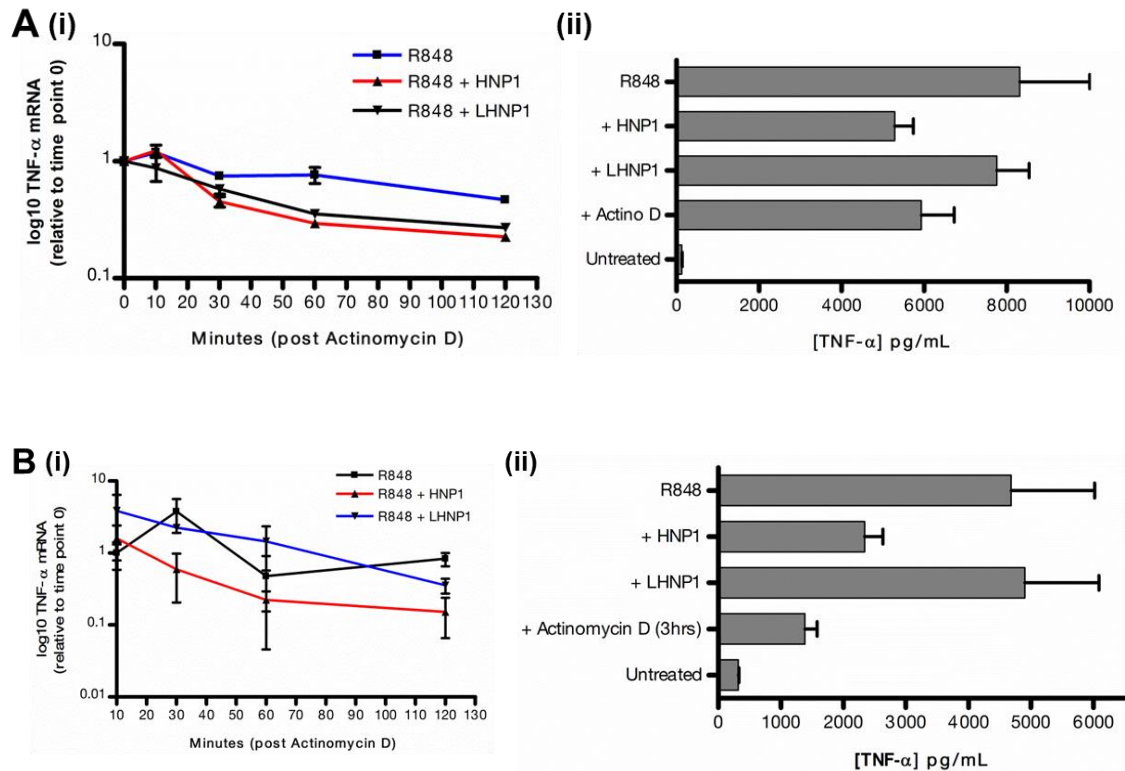 A (i)
10
1
0.1
log10 TNF-α mRNA
(relative to time point 0)
R848
R848 + HNP1
R848 + LHNP1
0 10 20 30 40 50 60 70 80 90 100 110 120 130
Minutes (post Actinomycin D)
(ii)
R848
+ HNP1
+ LHNP1
+ Actino D
Untreated
0 2000 4000 6000 8000 10000
[TNF-α] pg/mL
B (i)
10
1
0.1
0.01
log10 TNF-α mRNA
(relative to time point 0)
R848
R848 + HNP1
R848 + LHNP1
10 20 30 40 50 60 70 80 90 100 110 120 130
Minutes (post Actinomycin D)
(ii)
R848
+ HNP1
+ LHNP1
+ Actinomycin D (3hrs)
Untreated
0 1000 2000 3000 4000 5000 6000
[TNF-α] pg/mL